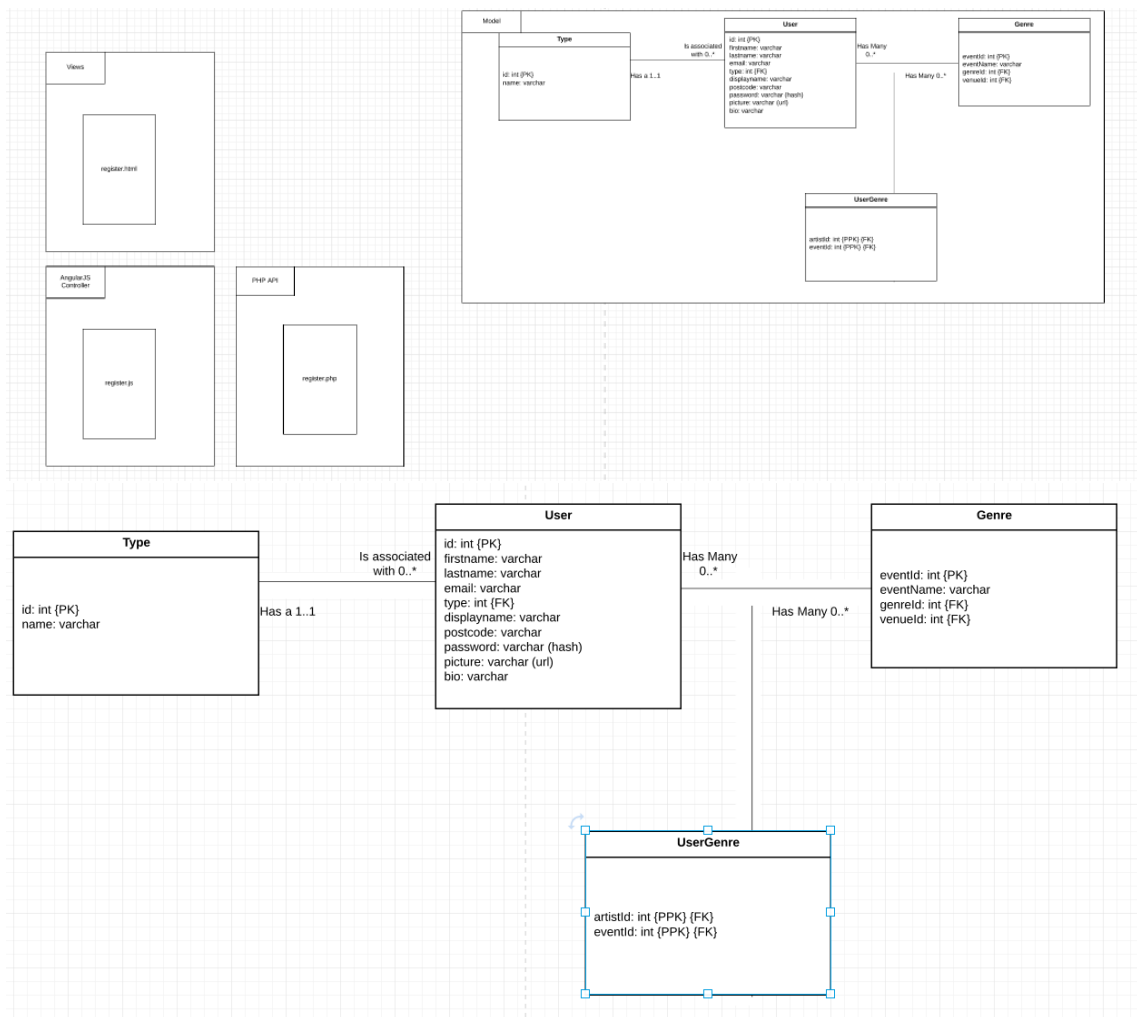 Views
register.html
AngularJS
Controller
register.js
PHP API
register.php
Model
Type
id: int {PK}
name: varchar
Has a 1..1
Is associated
with 0..*
User
id: int {PK}
firstname: varchar
lastname: varchar
email: varchar
type: int {FK}
displayname: varchar
postcode: varchar
password: varchar (hash)
picture: varchar (url)
bio: varchar
Has Many
0..*
Has Many 0..*
Genre
eventId: int {PK}
eventName: varchar
genreId: int {FK}
venueId: int {FK}
UserGenre
artistId: int {PPK} {FK}
eventId: int {PPK} {FK}
Type
id: int {PK}
name: varchar
Is associated
with 0..*
Has a 1..1
User
id: int {PK}
firstname: varchar
lastname: varchar
email: varchar
type: int {FK}
displayname: varchar
postcode: varchar
password: varchar (hash)
picture: varchar (url)
bio: varchar
Has Many
0..*
Has Many 0..*
Genre
eventId: int {PK}
eventName: varchar
genreId: int {FK}
venueId: int {FK}
UserGenre
artistId: int {PPK} {FK}
eventId: int {PPK} {FK}